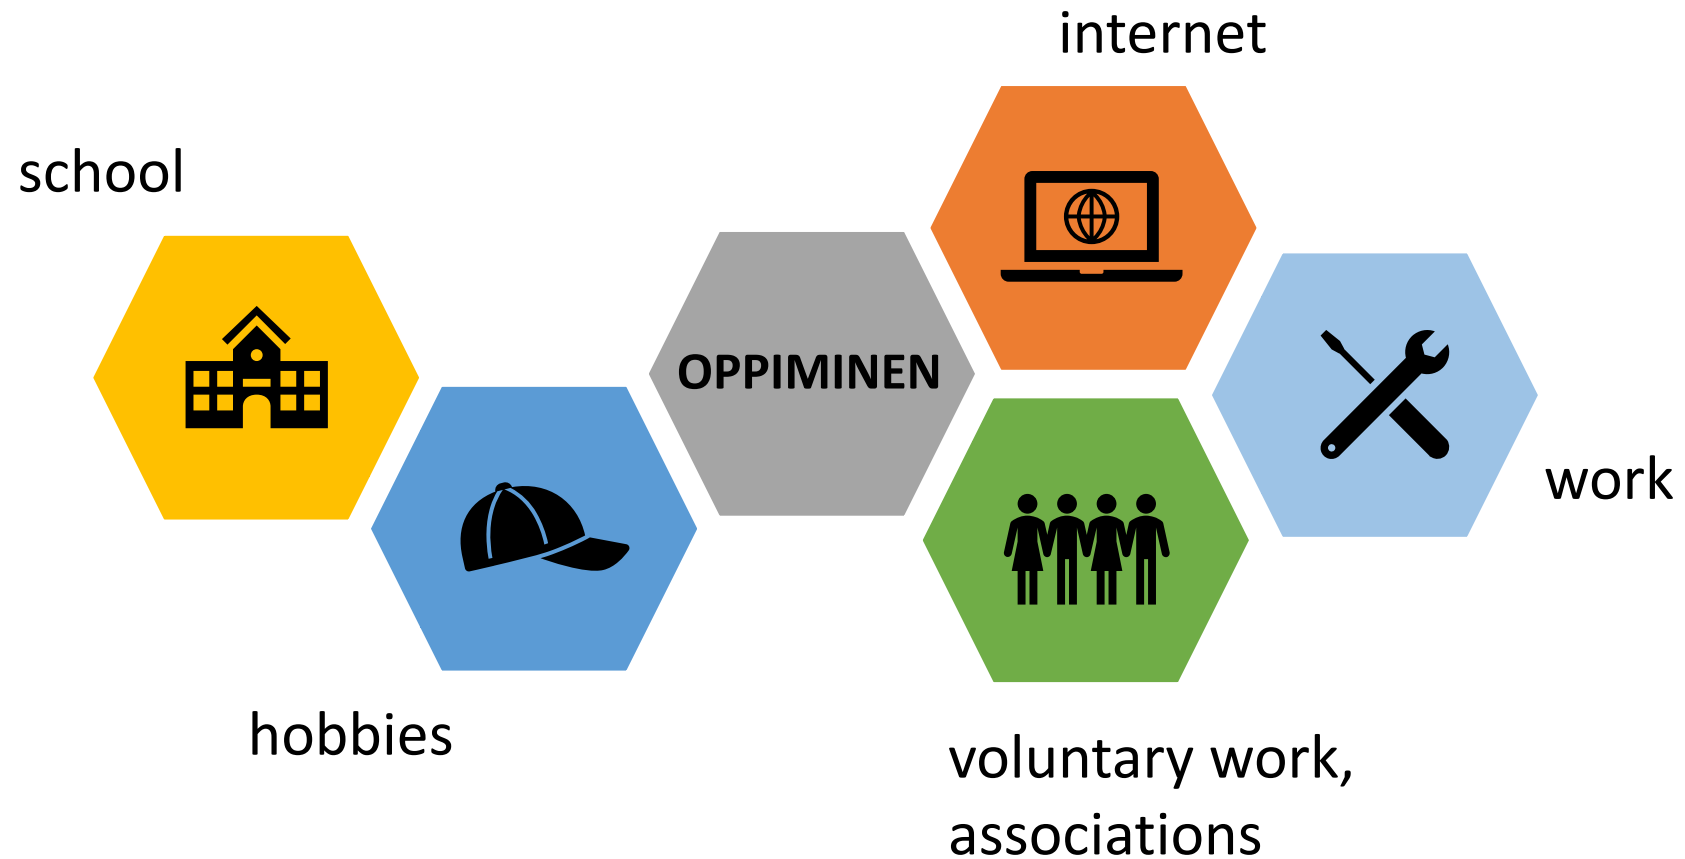 internet
school
OPPIMINEN
work
hobbies
voluntary work,
associations